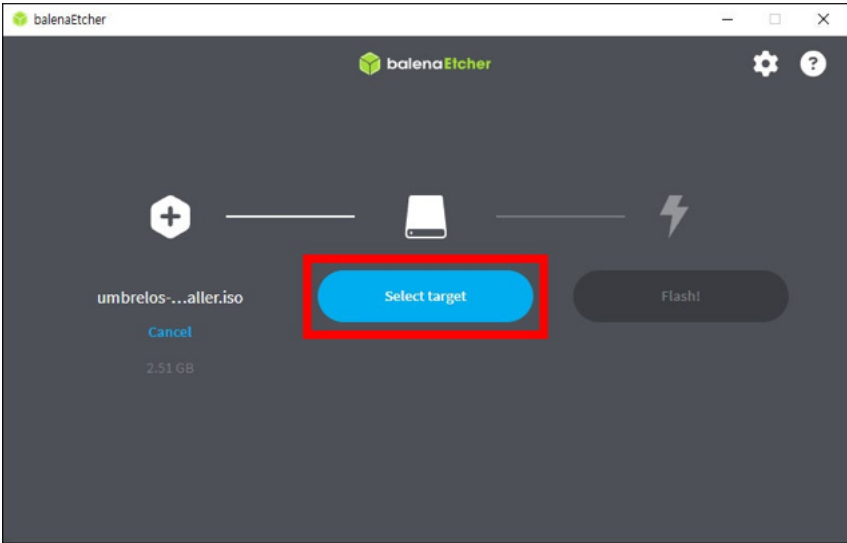 balenaEtcher
balenaEtcher
umbrelos-...aller.iso
Cancel
2.51 GB
Select target
Flash!